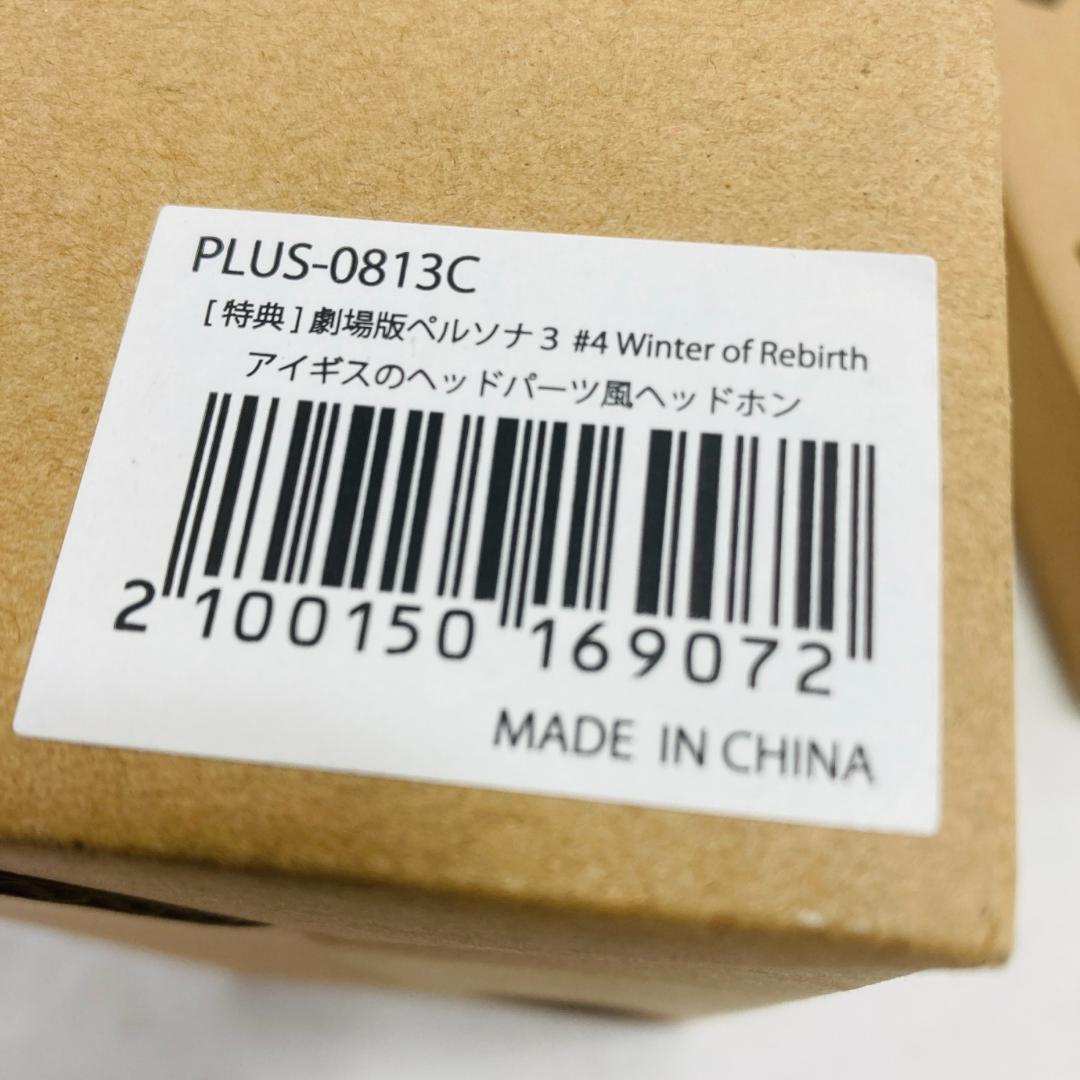 PLUS-0813C
[ 特典 ] 劇場版ペルソナ3 #4 Winter of Rebirth
アイギスのヘッドパーツ風ヘッドホン
2 100150 169072
MADE IN CHINA